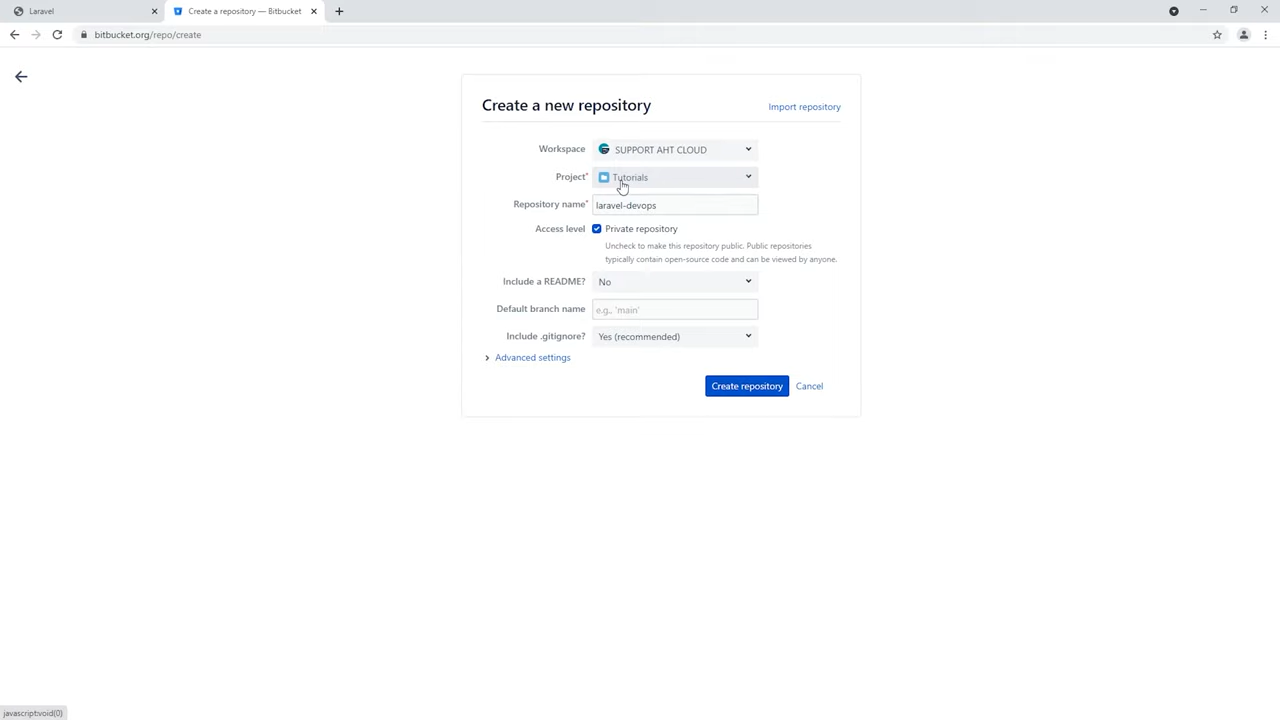 Laravel
Create a repository — Bitbucket
bitbucket.org/repo/create
Create a new repository
Import repository
Workspace
SUPPORT AHT CLOUD
Project*
Tutorials
Repository name*
laravel-devops
Access level
Private repository
Uncheck to make this repository public. Public repositories
typically contain open-source code and can be viewed by anyone.
Include a README?
No
Default branch name
e.g., 'main'
Include .gitignore?
Yes (recommended)
Advanced settings
Create repository
Cancel
javascript:void(0)